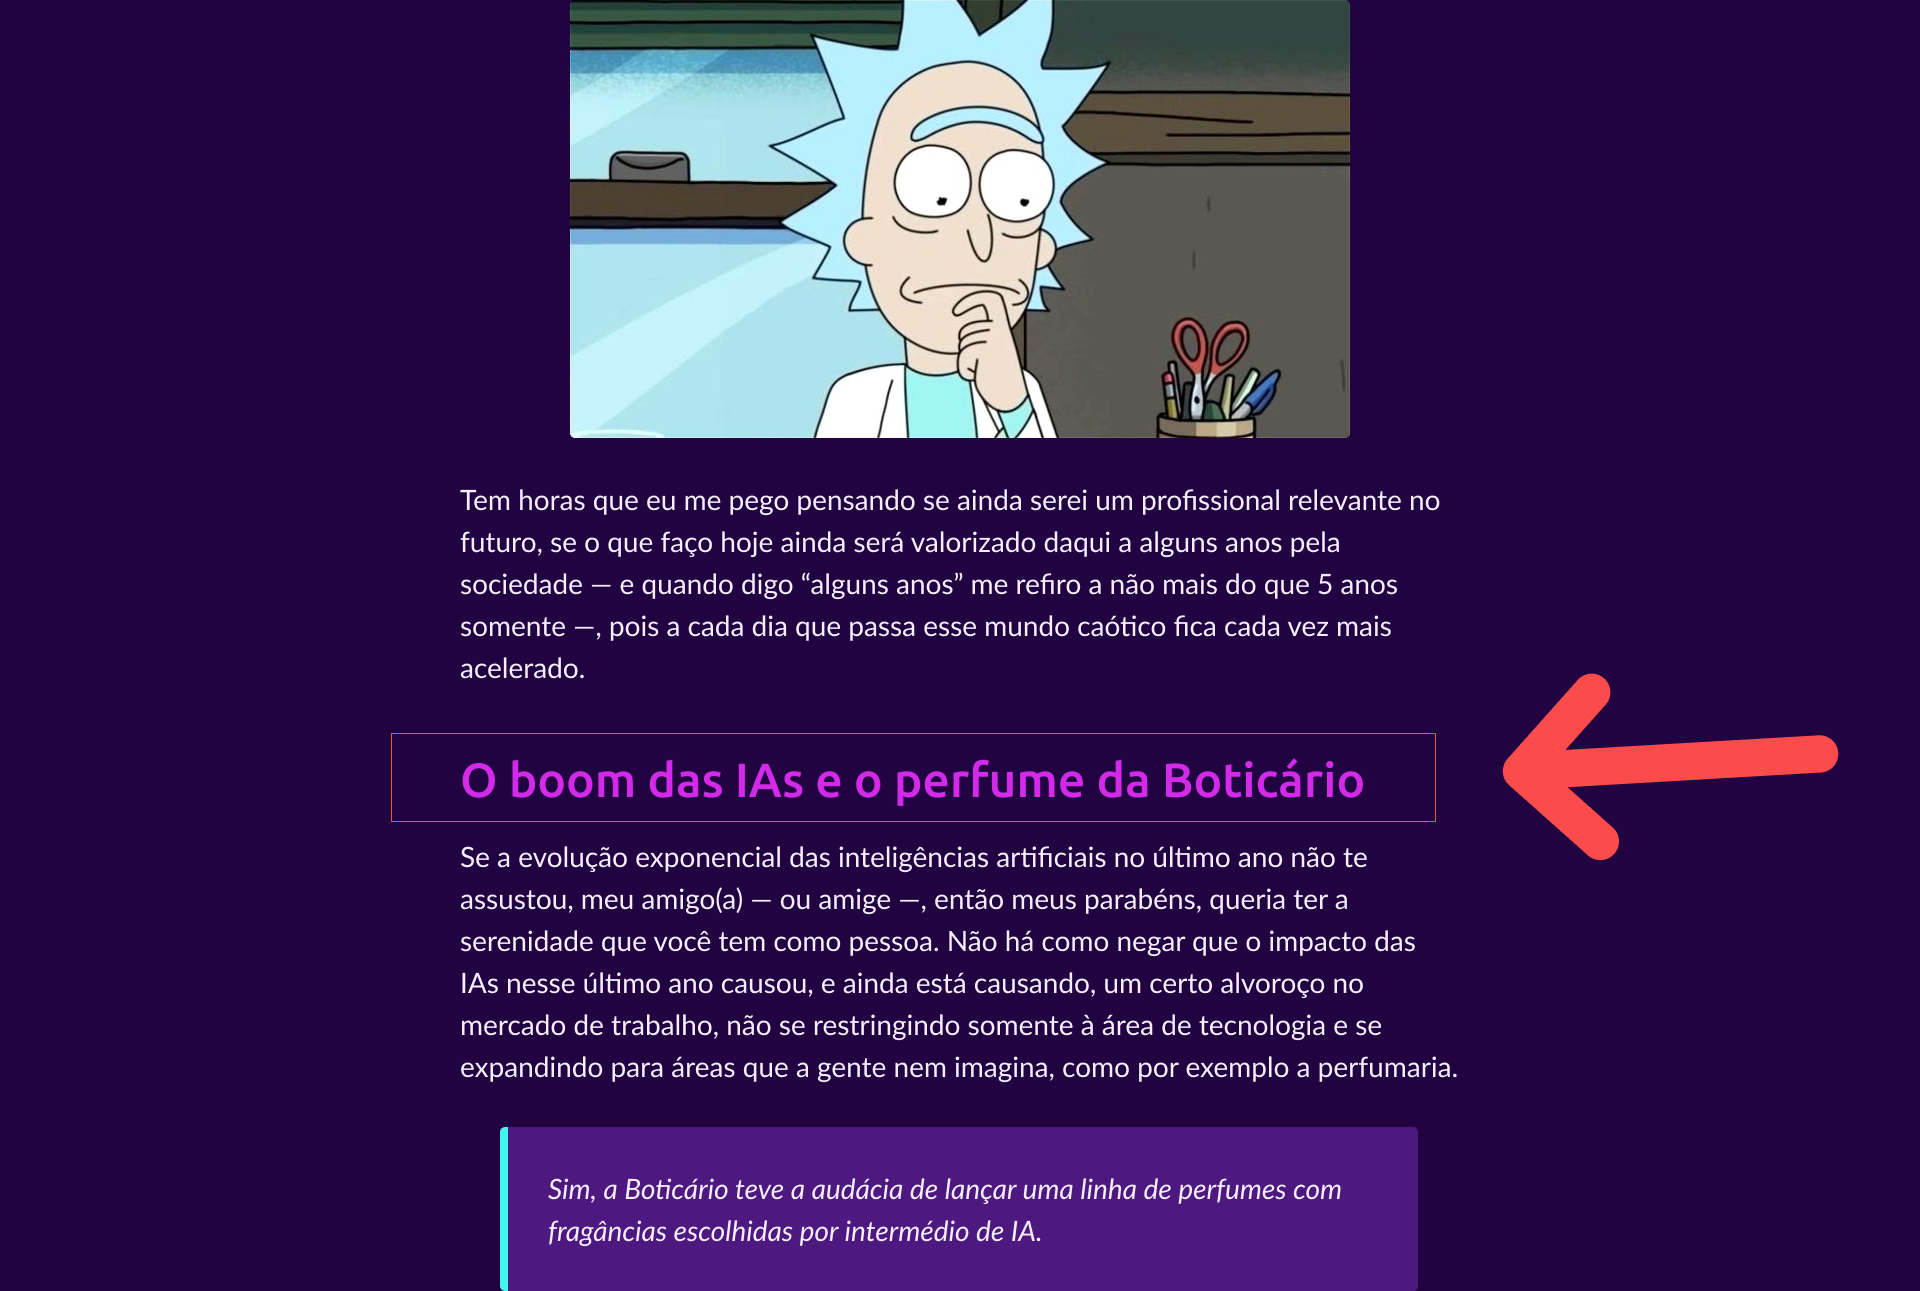 Tem horas que eu me pego pensando se ainda serei um profissional relevante no
futuro, se o que faço hoje ainda será valorizado daqui a alguns anos pela
sociedade — e quando digo “alguns anos” me refiro a não mais do que 5 anos
somente —, pois a cada dia que passa esse mundo caótico fica cada vez mais
acelerado.
O boom das IAs e o perfume da Boticário
Se a evolução exponencial das inteligências artificiais no último ano não te
assustou, meu amigo(a) — ou amige —, então meus parabéns, queria ter a
serenidade que você tem como pessoa. Não há como negar que o impacto das
IAs nesse último ano causou, e ainda está causando, um certo alvoroço no
mercado de trabalho, não se restringindo somente à área de tecnologia e se
expandindo para áreas que a gente nem imagina, como por exemplo a perfumaria.
Sim, a Boticário teve a audácia de lançar uma linha de perfumes com
fragâncias escolhidas por intermédio de IA.